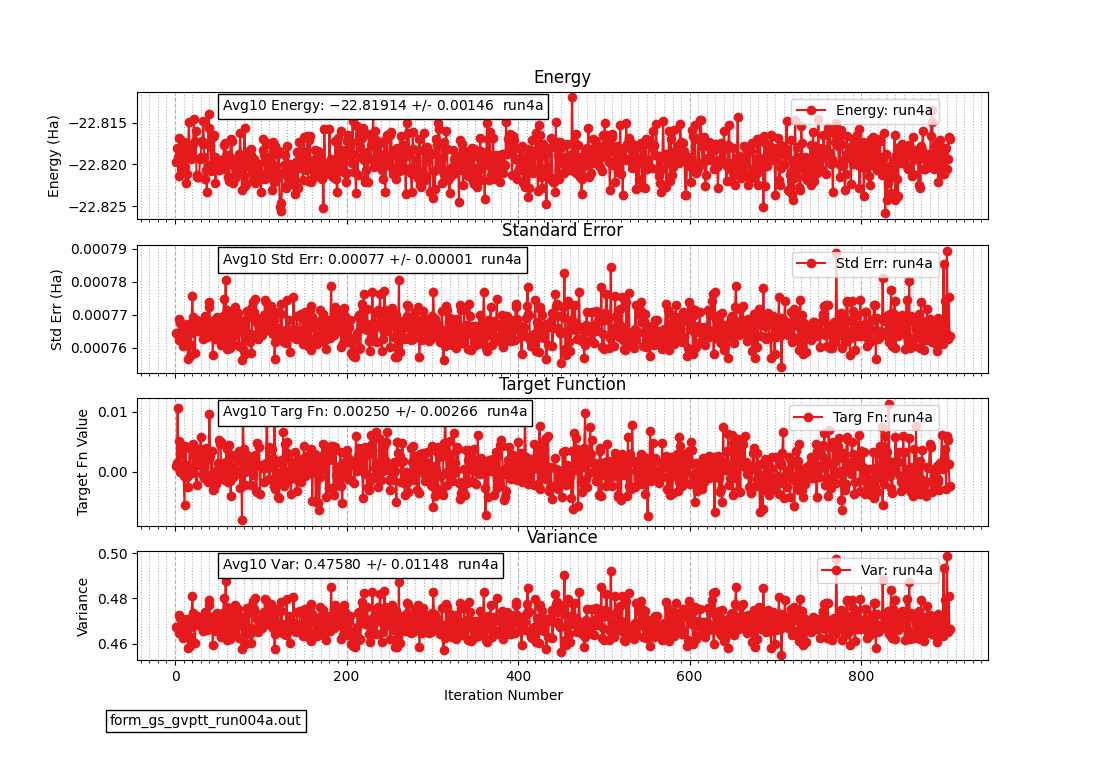 Energy
Avg10 Energy: −22.81914 +/- 0.00146 run4a
Energy: run4a
Energy (Ha)
−22.815
−22.820
−22.825
Standard Error
Avg10 Std Err: 0.00077 +/- 0.00001 run4a
Std Err: run4a
Std Err (Ha)
0.00079
0.00078
0.00077
0.00076
Target Function
Avg10 Targ Fn: 0.00250 +/- 0.00266 run4a
Targ Fn: run4a
Target Fn Value
0.01
0.00
Variance
Avg10 Var: 0.47580 +/- 0.01148 run4a
Var: run4a
Variance
0.50
0.48
0.46
0 200 400 600 800
Iteration Number
form_gs_gvptt_run004a.out